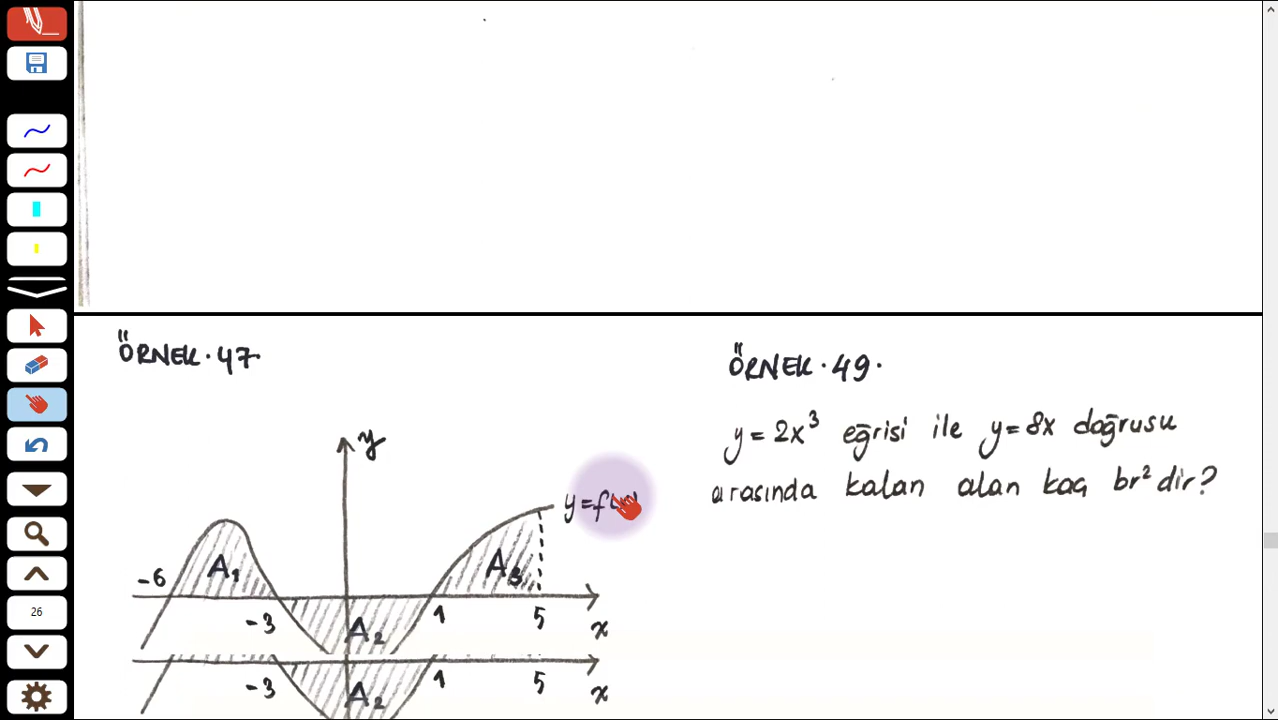 ÖRNEK.47.
y
y=f(x)
-6
A₁
A₃
-3
A₂
1
5
x
-3
A₂
1
5
x
ÖRNEK.49.
y=2x³ eğrisi ile y=8x doğrusu
arasında kalan alan kaç br² dir?
26